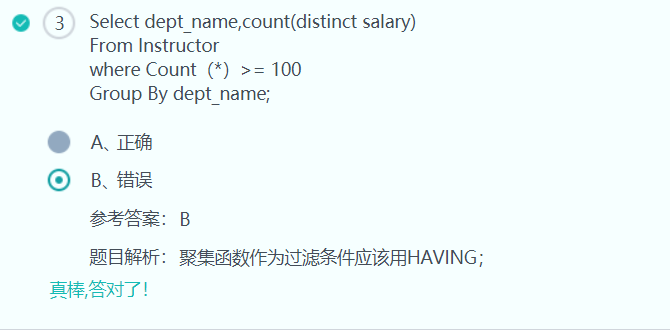 3
Select dept_name,count(distinct salary)
From Instructor
where Count（*）>= 100
Group By dept_name;
A、正确
B、错误
参考答案：B
题目解析：聚集函数作为过滤条件应该用HAVING；
真棒,答对了！